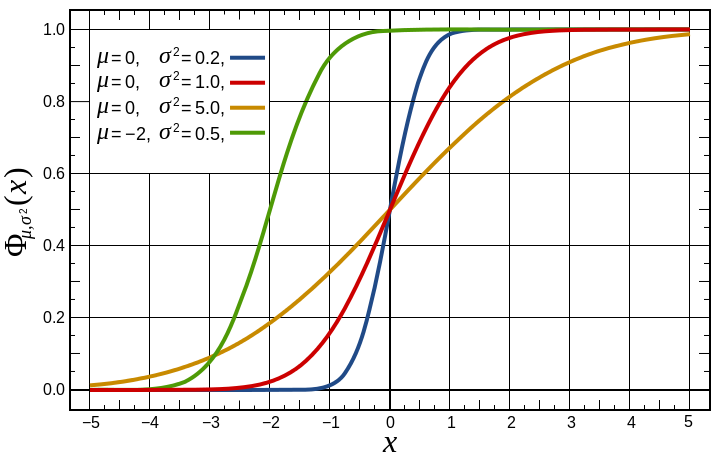 1.0
0.8
0.6
0.4
0.2
0.0
μ = 0, σ² = 0.2,
μ = 0, σ² = 1.0,
μ = 0, σ² = 5.0,
μ = −2, σ² = 0.5,
Φμ,σ²(x)
−5 −4 −3 −2 −1 0 1 2 3 4 5
x